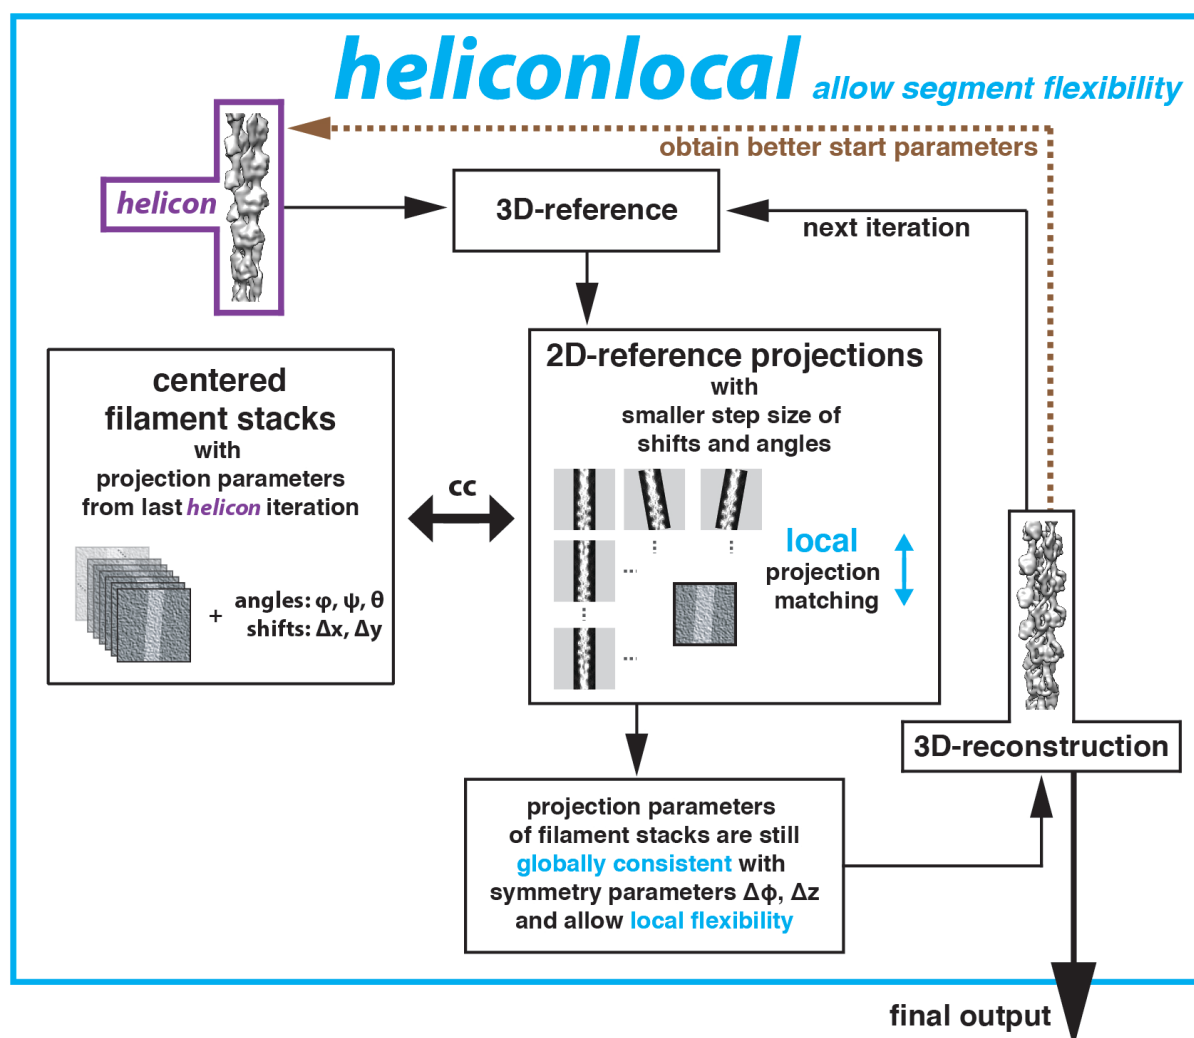 heliconlocal allow segment flexibility
obtain better start parameters
helicon
3D-reference
next iteration
centered
filament stacks
with
projection parameters
from last helicon iteration
+
angles: φ, ψ, θ
shifts: Δx, Δy
cc
2D-reference projections
with
smaller step size of
shifts and angles
local
projection
matching
3D-reconstruction
projection parameters
of filament stacks are still
globally consistent with
symmetry parameters Δϕ, Δz
and allow local flexibility
final output